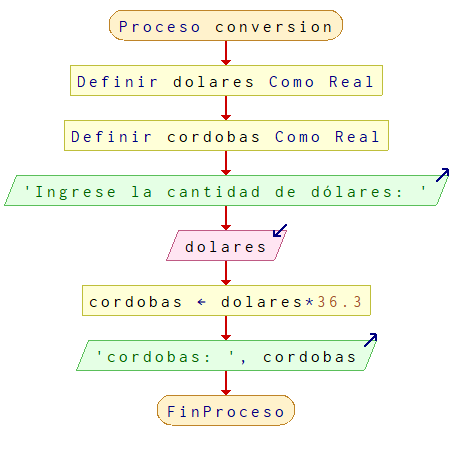 Proceso conversion
Definir dolares Como Real
Definir cordobas Como Real
'Ingrese la cantidad de dólares: '
dolares
cordobas ← dolares*36.3
'cordobas: ', cordobas
FinProceso